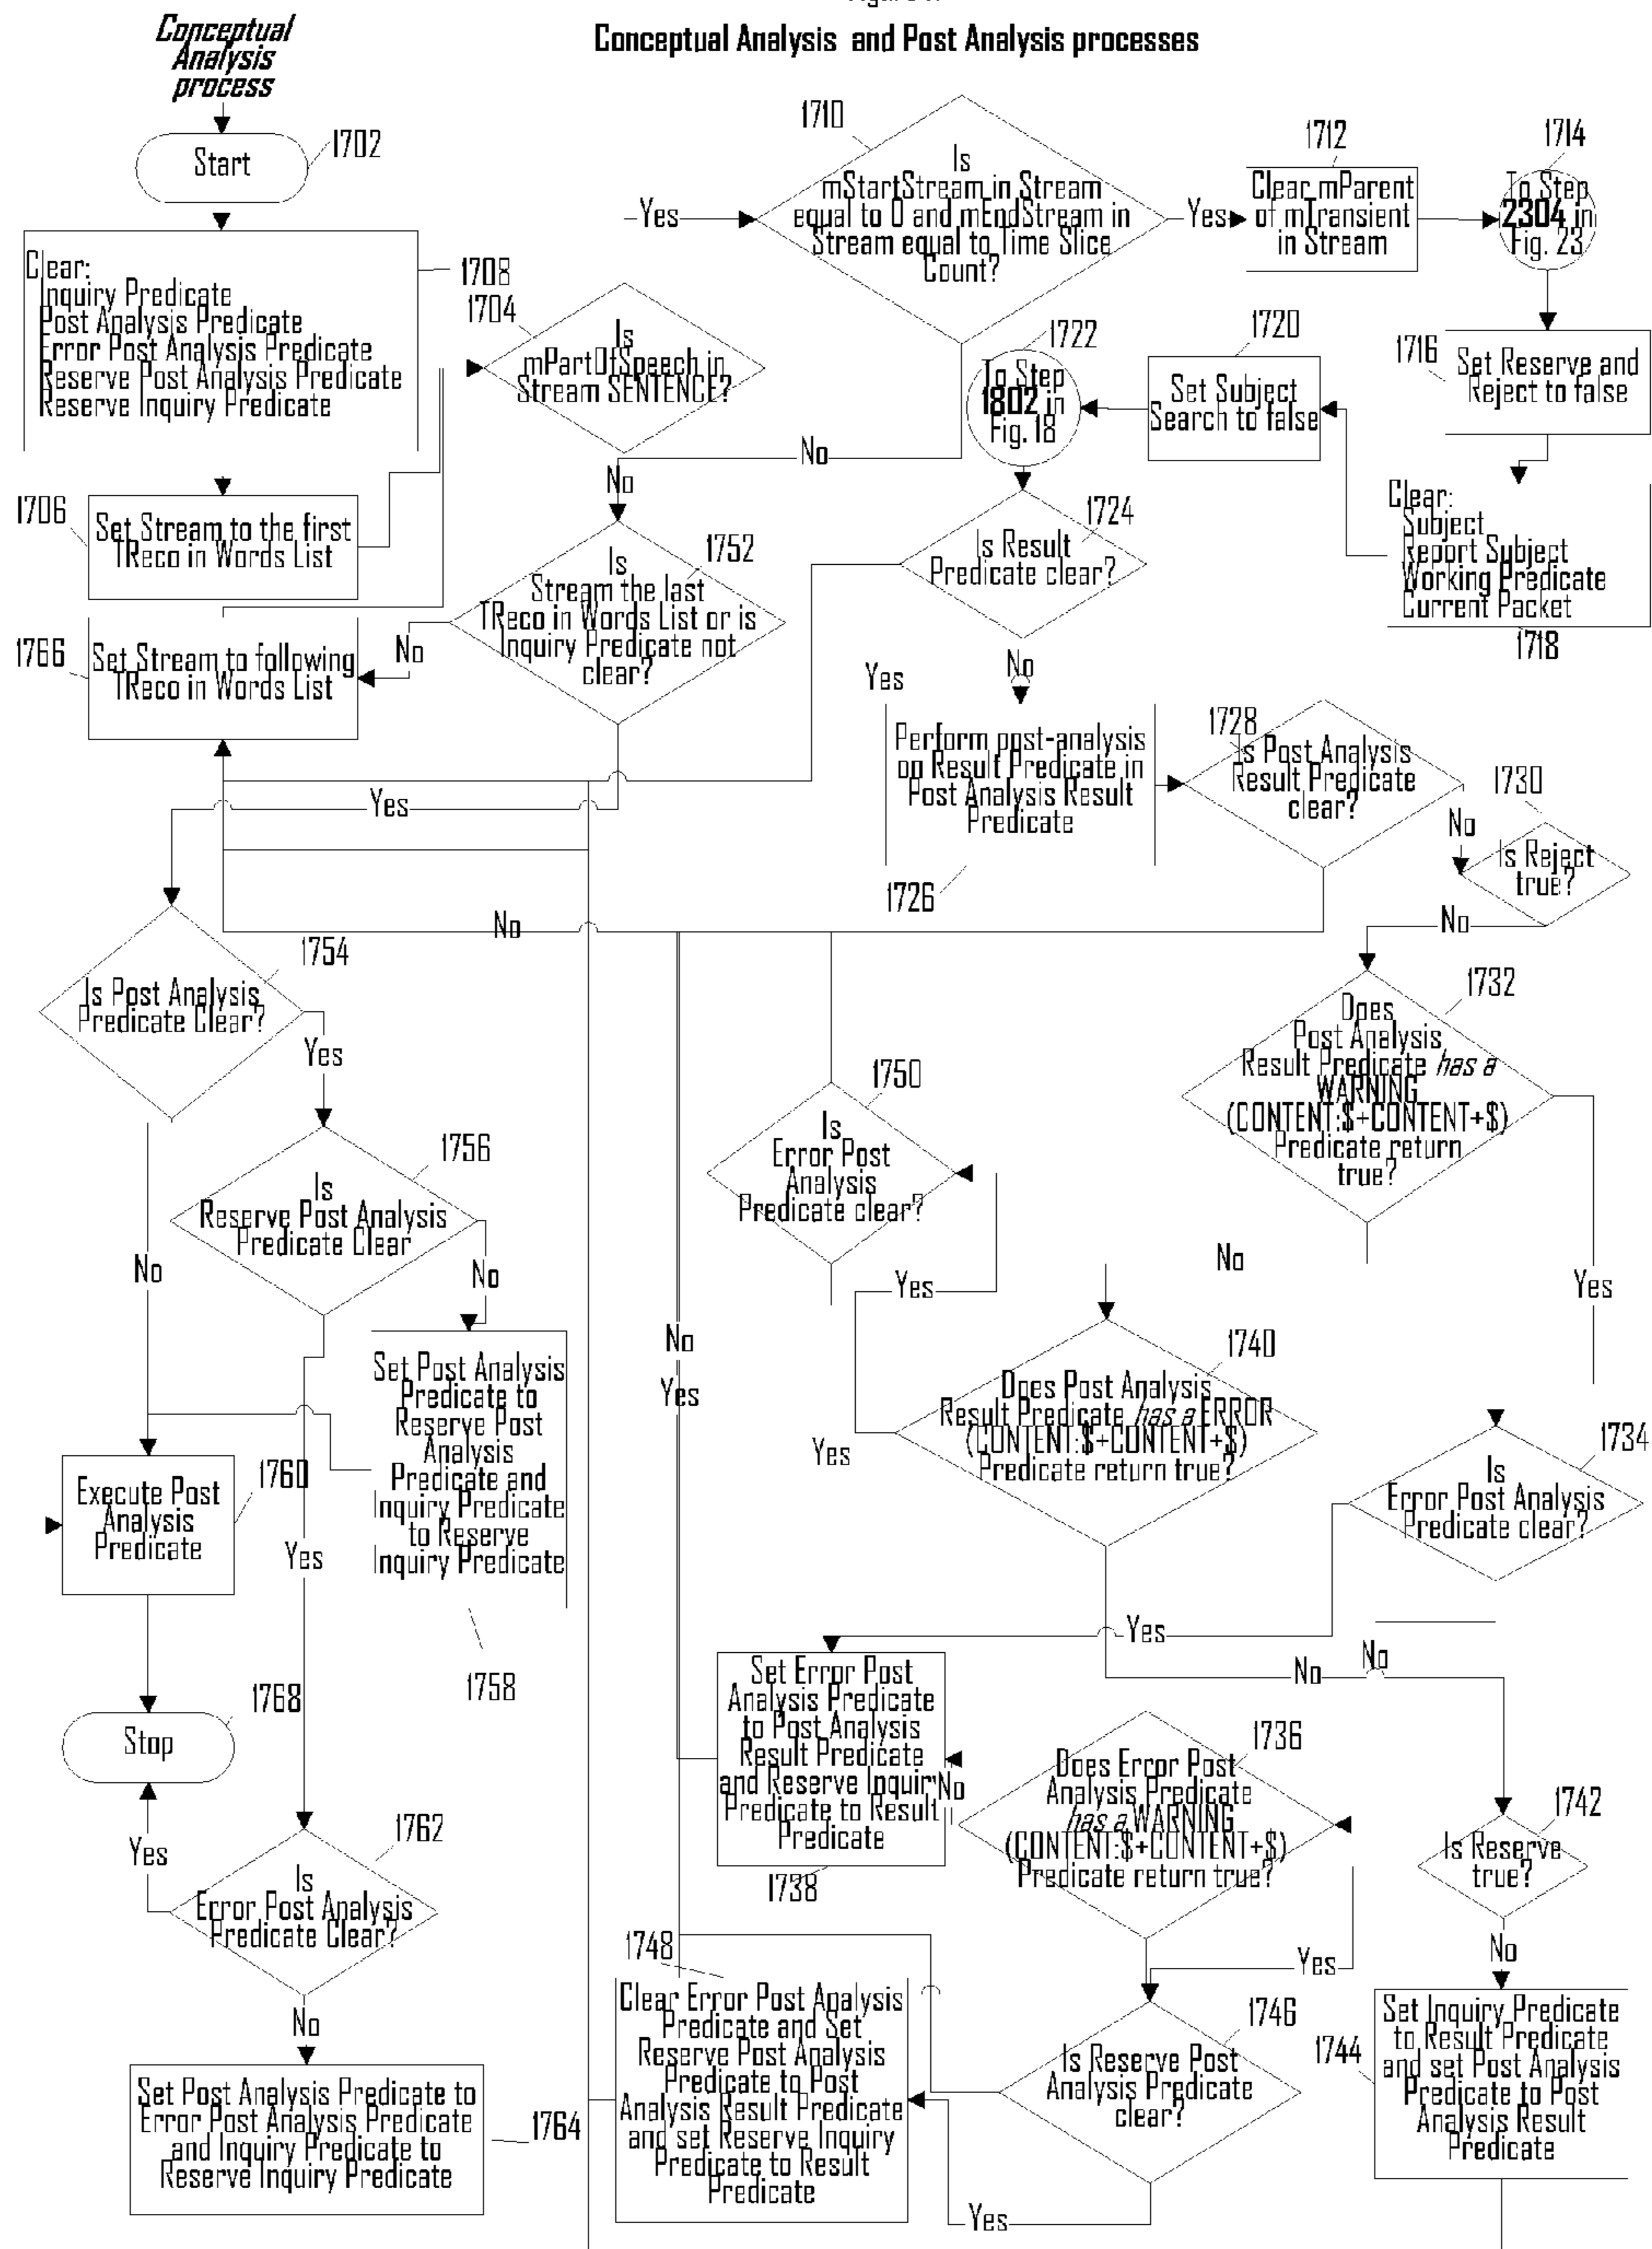 Conceptual
Analysis
process
Conceptual Analysis and Post Analysis processes
Start
1702
1710
Is
mStartStream in Stream
equal to 0 and mEndStream in
Stream equal to Time Slice
Count?
Yes
Yes
1712
Clear mParent
of mTransient
in Stream
1714
To Step
2304 in
Fig. 23
Clear:
Inquiry Predicate
Post Analysis Predicate
Error Post Analysis Predicate
Reserve Post Analysis Predicate
Reserve Inquiry Predicate
1708
1704
Is
mPartOfSpeech in
Stream SENTENCE?
1722
To Step
1802 in
Fig. 18
1720
Set Subject
Search to false
1716
Set Reserve and
Reject to false
No
No
1706
Set Stream to the first
TReco in Words List
1752
Is
Stream the last
TReco in Words List or is
Inquiry Predicate not
clear?
1724
Is Result
Predicate clear?
Clear:
Subject
Report Subject
Working Predicate
Current Packet
1718
1766
Set Stream to following
TReco in Words List
No
Yes
No
Perform post-analysis
on Result Predicate in
Post Analysis Result
Predicate
1726
1728
Is Post Analysis
Result Predicate
clear?
1730
No
Is Reject
true?
Yes
No
No
1754
Is Post Analysis
Predicate Clear?
Yes
1732
Does
Post Analysis
Result Predicate has a
WARNING
(CONTENT:$+CONTENT+$)
Predicate return
true?
1750
Is
Error Post
Analysis
Predicate clear?
1756
Is
Reserve Post Analysis
Predicate Clear
No
No
No
Yes
Yes
No
Yes
1740
Does Post Analysis
Result Predicate has a ERROR
(CONTENT:$+CONTENT+$)
Predicate return true?
Yes
Set Post Analysis
Predicate to
Reserve Post
Analysis
Predicate and
Inquiry Predicate
to Reserve
Inquiry Predicate
1758
1734
Is
Error Post Analysis
Predicate clear?
1760
Execute Post
Analysis
Predicate
Yes
Yes
No
No
Set Error Post
Analysis Predicate
to Post Analysis
Result Predicate
and Reserve Inquiry
Predicate to Result
Predicate
1738
No
1768
Stop
1736
Does Error Post
Analysis Predicate
has a WARNING
(CONTENT:$+CONTENT+$)
Predicate return true?
1742
Is Reserve
true?
Yes
1762
Is
Error Post Analysis
Predicate Clear?
No
No
Yes
1748
Clear Error Post Analysis
Predicate and Set
Reserve Post Analysis
Predicate to Post
Analysis Result Predicate
and set Reserve Inquiry
Predicate to Result
Predicate
1746
Is Reserve Post
Analysis Predicate
clear?
Yes
1744
Set Inquiry Predicate
to Result Predicate
and set Post Analysis
Predicate to Post
Analysis Result
Predicate
Set Post Analysis Predicate to
Error Post Analysis Predicate
and Inquiry Predicate to
Reserve Inquiry Predicate
1764